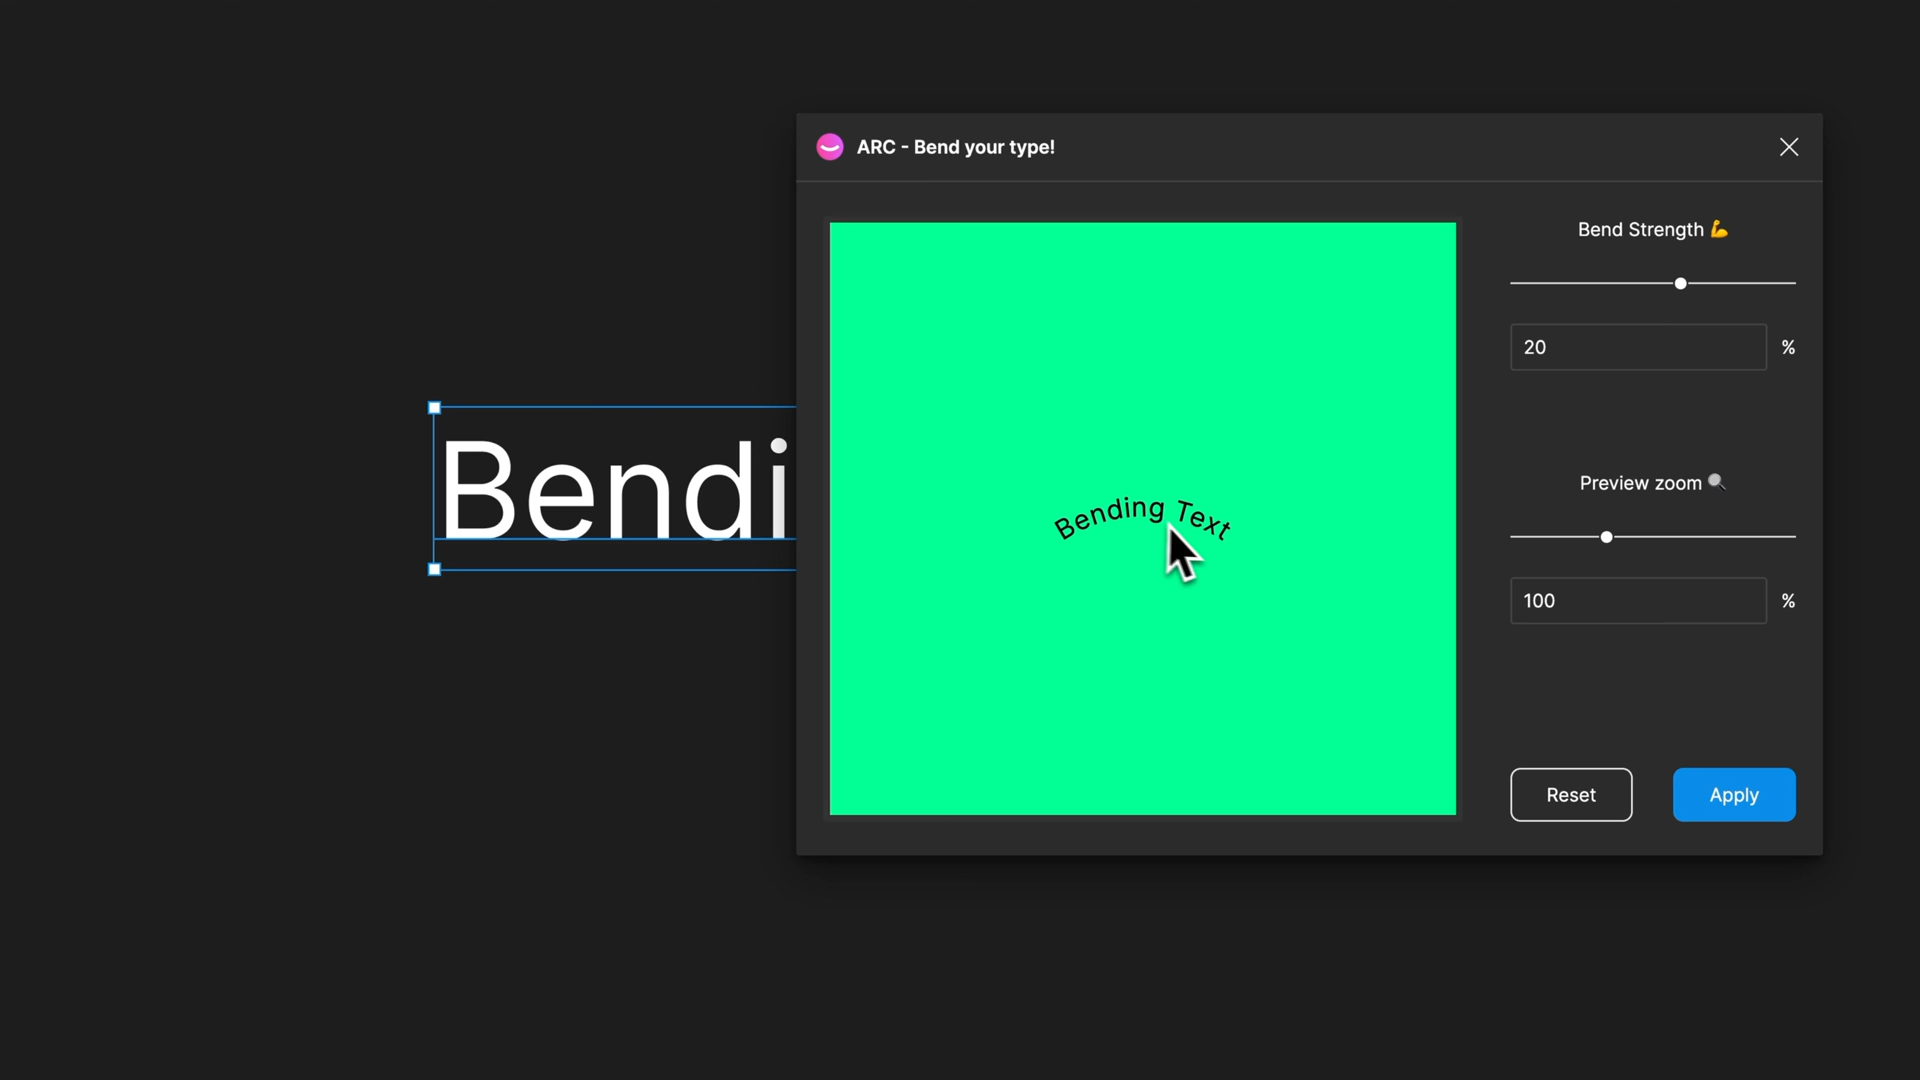 ARC - Bend your type!
Bend Strength 💪
20 %
Bendi
Bending Text
Preview zoom 🔍
100 %
Reset
Apply